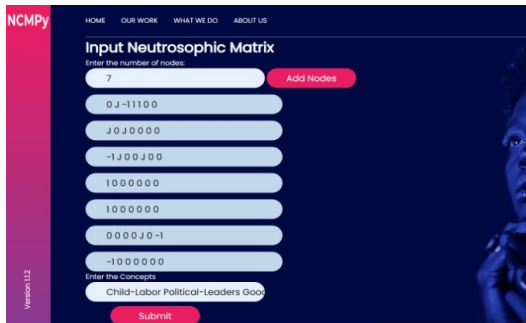 NCMPy
HOME OUR WORK WHAT WE DO ABOUT US
Input Neutrosophic Matrix
Enter the number of nodes:
7 Add Nodes
0 J -1 1 1 0 0
J 0 J 0 0 0 0
-1 J 0 0 J 0 0
1 0 0 0 0 0 0
1 0 0 0 0 0 0
0 0 0 0 J 0 -1
-1 0 0 0 0 0 0
Enter the Concepts
Child-Labor Political-Leaders Good
Submit
Version 1.1.2